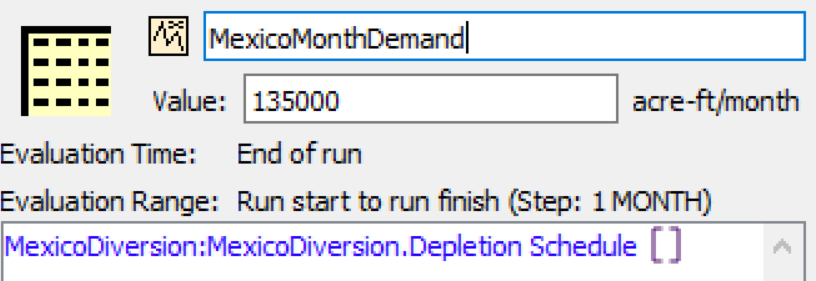 MexicoMonthDemand
Value: 135000 acre-ft/month
Evaluation Time: End of run
Evaluation Range: Run start to run finish (Step: 1 MONTH)
MexicoDiversion:MexicoDiversion.Depletion Schedule []